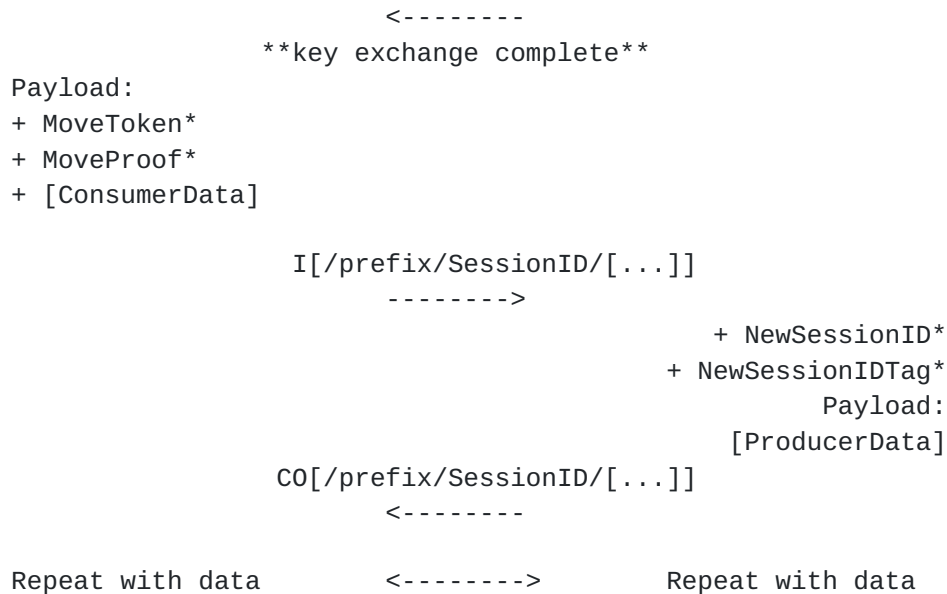 <--------
**key exchange complete**
Payload:
+ MoveToken*
+ MoveProof*
+ [ConsumerData]
I[/prefix/SessionID/[...]]
-------->
+ NewSessionID*
+ NewSessionIDTag*
Payload:
[ProducerData]
CO[/prefix/SessionID/[...]]
<--------
Repeat with data <--------> Repeat with data